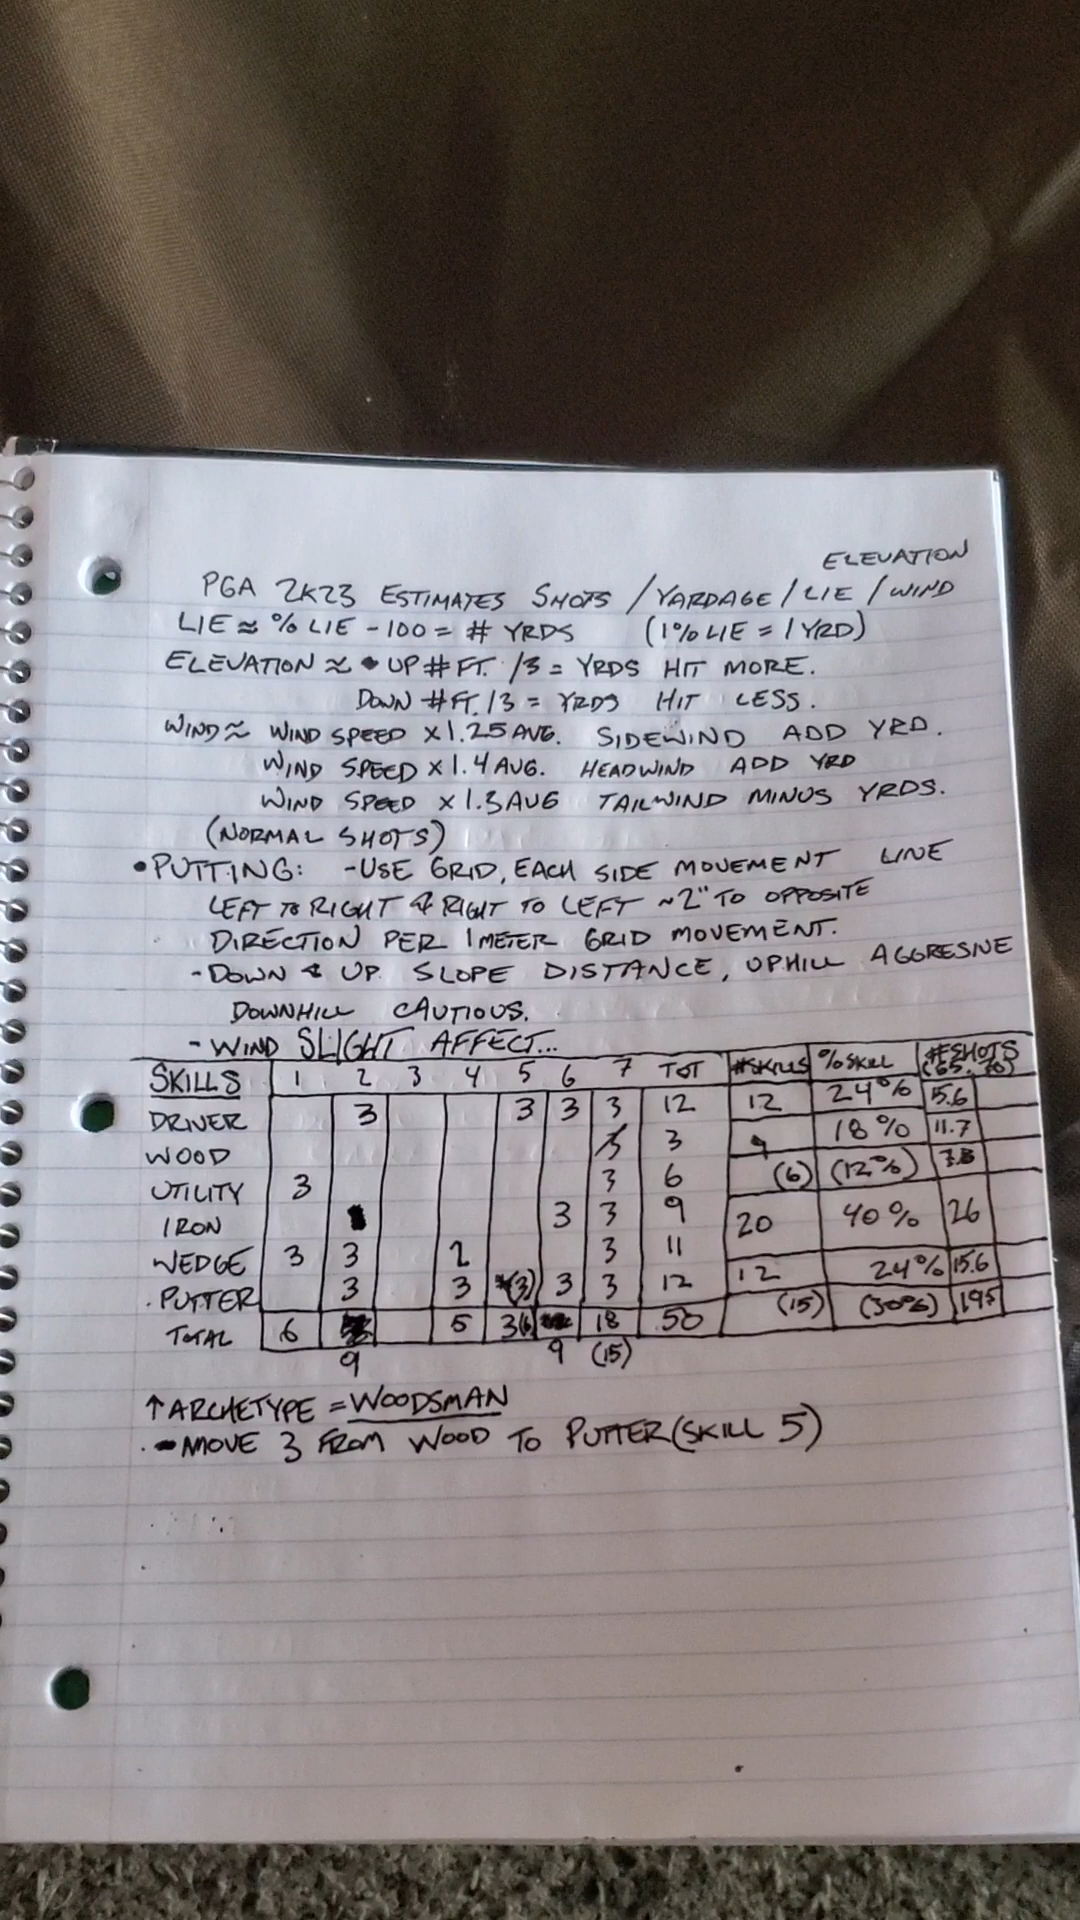 ELEVATION
PGA 2K23 ESTIMATES SHOTS / YARDAGE / LIE / WIND
LIE ≈ % LIE - 100 = # YRDS (1% LIE = 1 YRD)
ELEVATION ≈ • UP # FT. /3 = YRDS HIT MORE.
DOWN # FT. /3 = YRDS HIT LESS.
WIND ≈ WIND SPEED X 1.25 AVG. SIDEWIND ADD YRD.
WIND SPEED X 1.4 AUG. HEADWIND ADD YRD
WIND SPEED X 1.3 AUG TAILWIND MINUS YRDS.
(NORMAL SHOTS)
• PUTTING: - USE GRID, EACH SIDE MOVEMENT LINE
LEFT TO RIGHT & RIGHT TO LEFT ~2" TO OPPOSITE
DIRECTION PER 1 METER GRID MOVEMENT.
- DOWN & UP SLOPE DISTANCE, UPHILL AGGRESIVE
DOWNHILL CAUTIOUS.
- WIND SLIGHT AFFECT...
SKILLS 1 2 3 4 5 6 7 TOT #SKILLS % SKILL #SHOTS
DRIVER 3 3 3 3 12 12 24% 5.6
WOOD 3 9 18% 11.7
UTILITY 3 3 6 (6) (12%) 7.8
IRON 3 3 9 20 40% 26
WEDGE 3 3 2 3 11
PUTTER 3 3 (3) 3 3 12 12 24% 15.6
(15) (30%) 195
TOTAL 6 5 18 50
9 9 (15)
↑ ARCHETYPE = WOODSMAN
- MOVE 3 FROM WOOD TO PUTTER (SKILL 5)